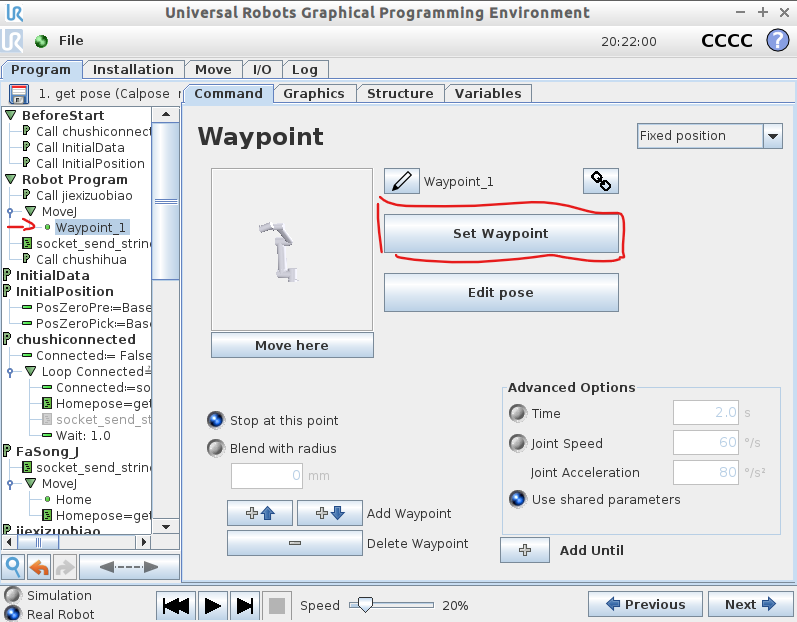 UR Universal Robots Graphical Programming Environment
UR File 20:22:00 CCCC ?
Program Installation Move I/O Log
1. get pose (Calpose
Command Graphics Structure Variables
BeforeStart
P Call chushiconnect
P Call InitialData
P Call InitialPosition
Robot Program
P Call jiexizuobiao
MoveJ
Waypoint_1
socket_send_string
P Call chushihua
P InitialData
P InitialPosition
PosZeroPre:=Base
PosZeroPick:=Base
P chushiconnected
Connected:= False
Loop Connected=
Connected:=so
Homepose=get
socket_send_st
Wait: 1.0
P FaSong_J
socket_send_string
MoveJ
Home
Homepose=get
P jiexizuobiao
Waypoint
Fixed position
Waypoint_1
Set Waypoint
Edit pose
Move here
Stop at this point
Blend with radius
0 mm
Add Waypoint
Delete Waypoint
Advanced Options
Time 2.0 s
Joint Speed 60 °/s
Joint Acceleration 80 °/s²
Use shared parameters
Add Until
Simulation
Real Robot
Speed 20%
Previous Next